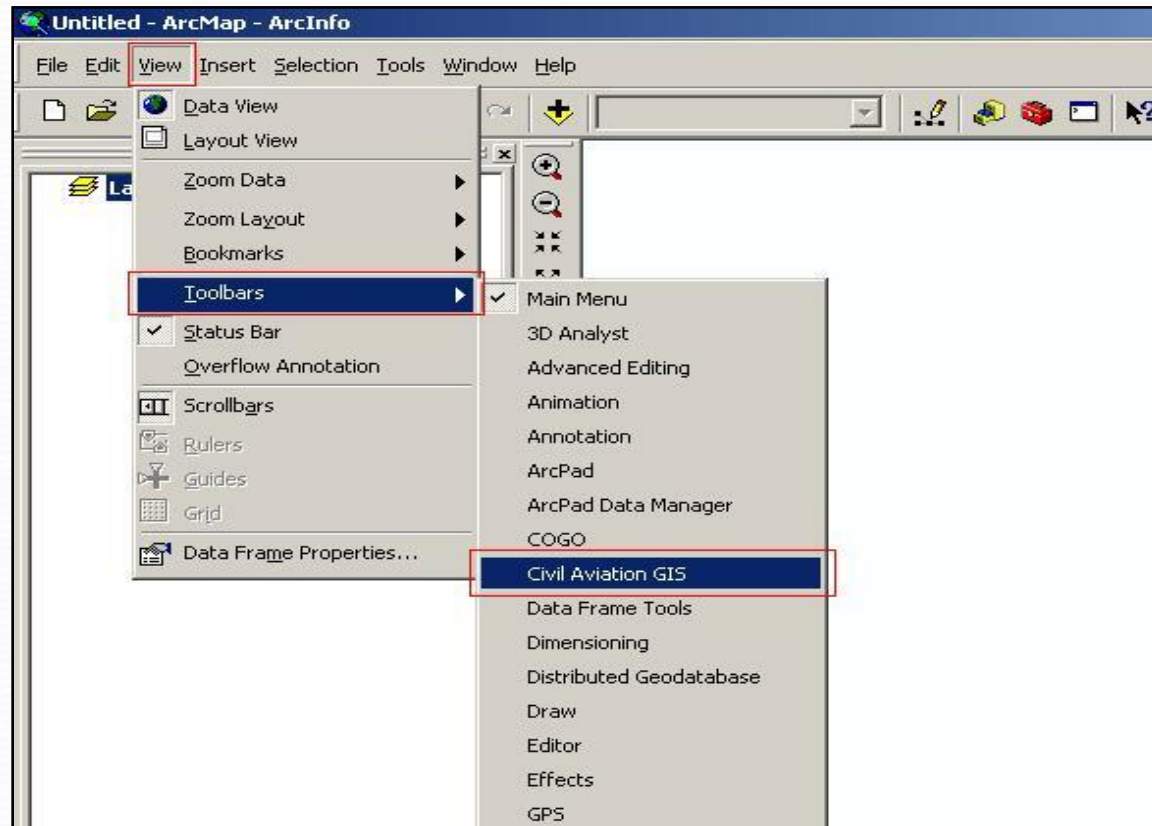 Untitled - ArcMap - ArcInfo
File Edit View Insert Selection Tools Window Help
Data View
Layout View
Zoom Data
Zoom Layout
Bookmarks
Toolbars
Status Bar
Overflow Annotation
Scrollbars
Rulers
Guides
Grid
Data Frame Properties...
La
Main Menu
3D Analyst
Advanced Editing
Animation
Annotation
ArcPad
ArcPad Data Manager
COGO
Civil Aviation GIS
Data Frame Tools
Dimensioning
Distributed Geodatabase
Draw
Editor
Effects
GPS